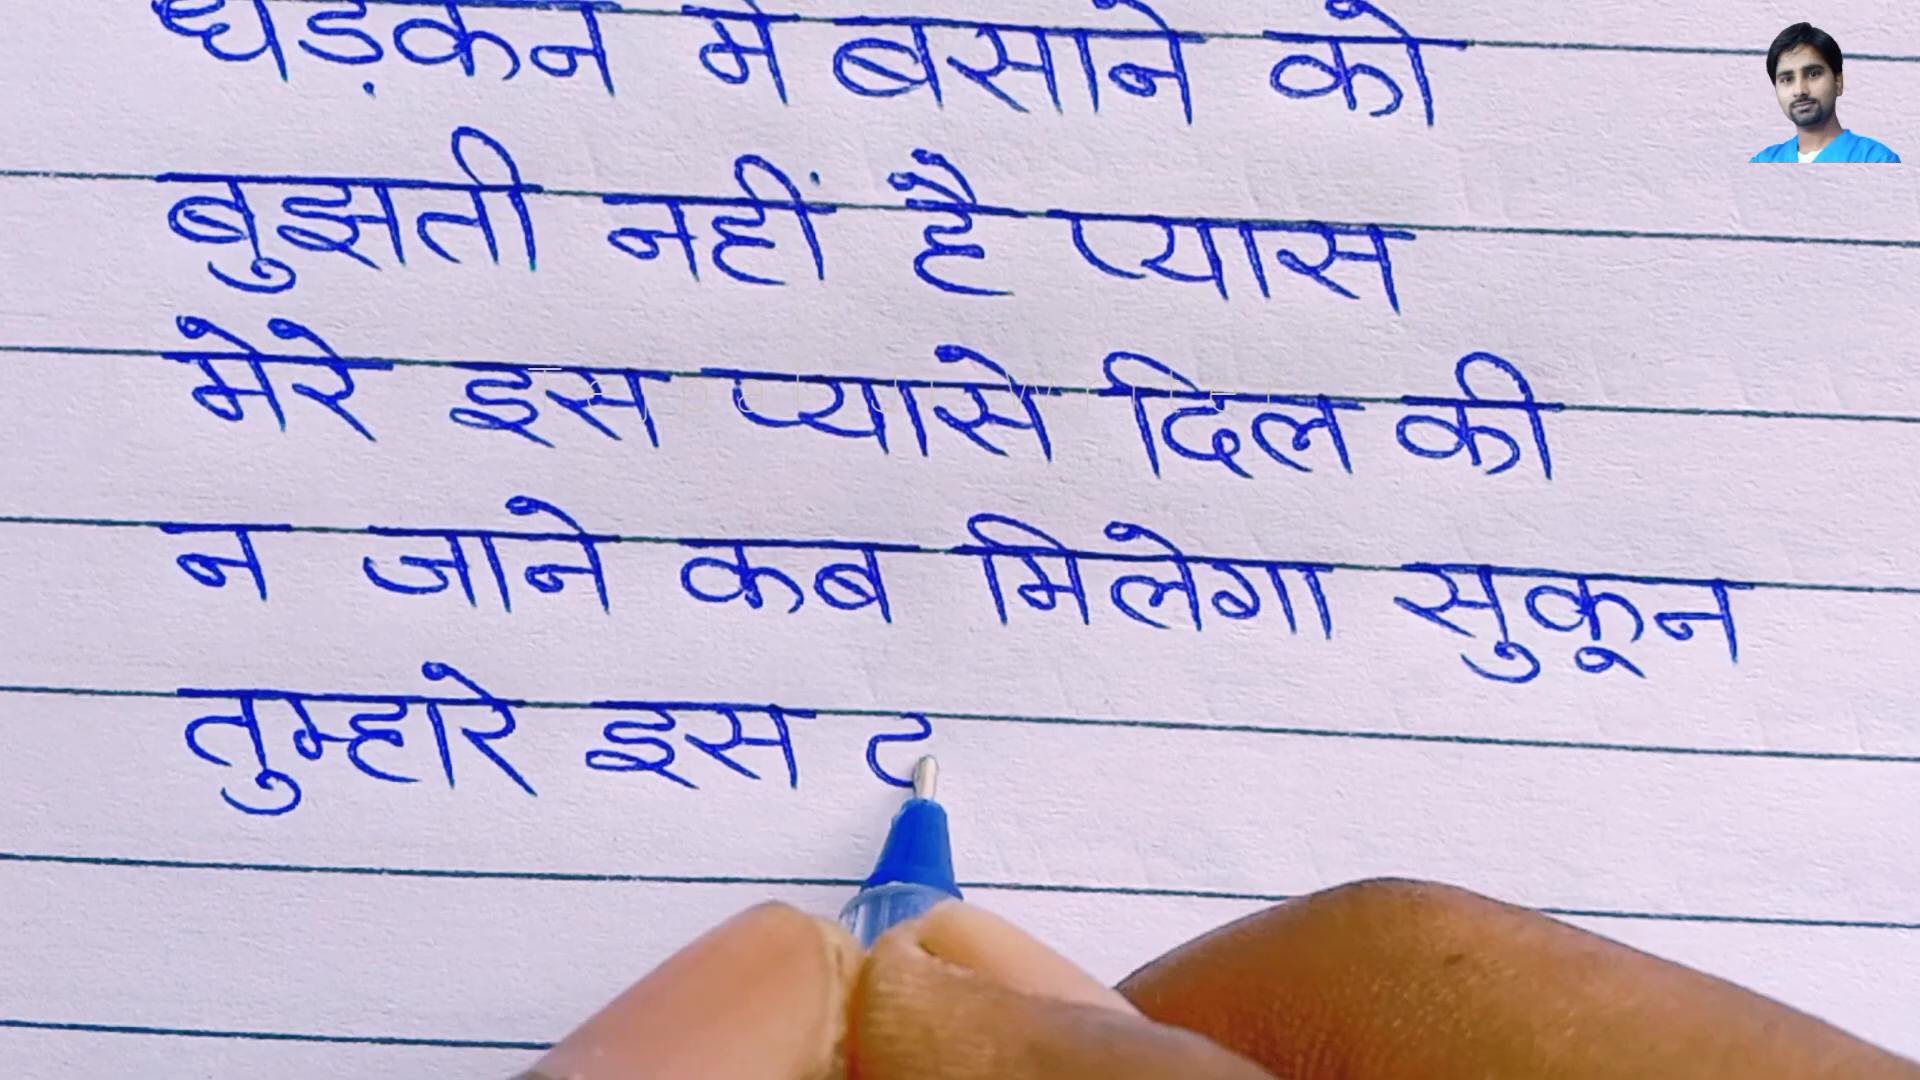 धड़कन में बसाने को
बुझती नहीं है प्यास
मेरे इस प्यासे दिल की
न जाने कब मिलेगा सुकून
तुम्हारे इस